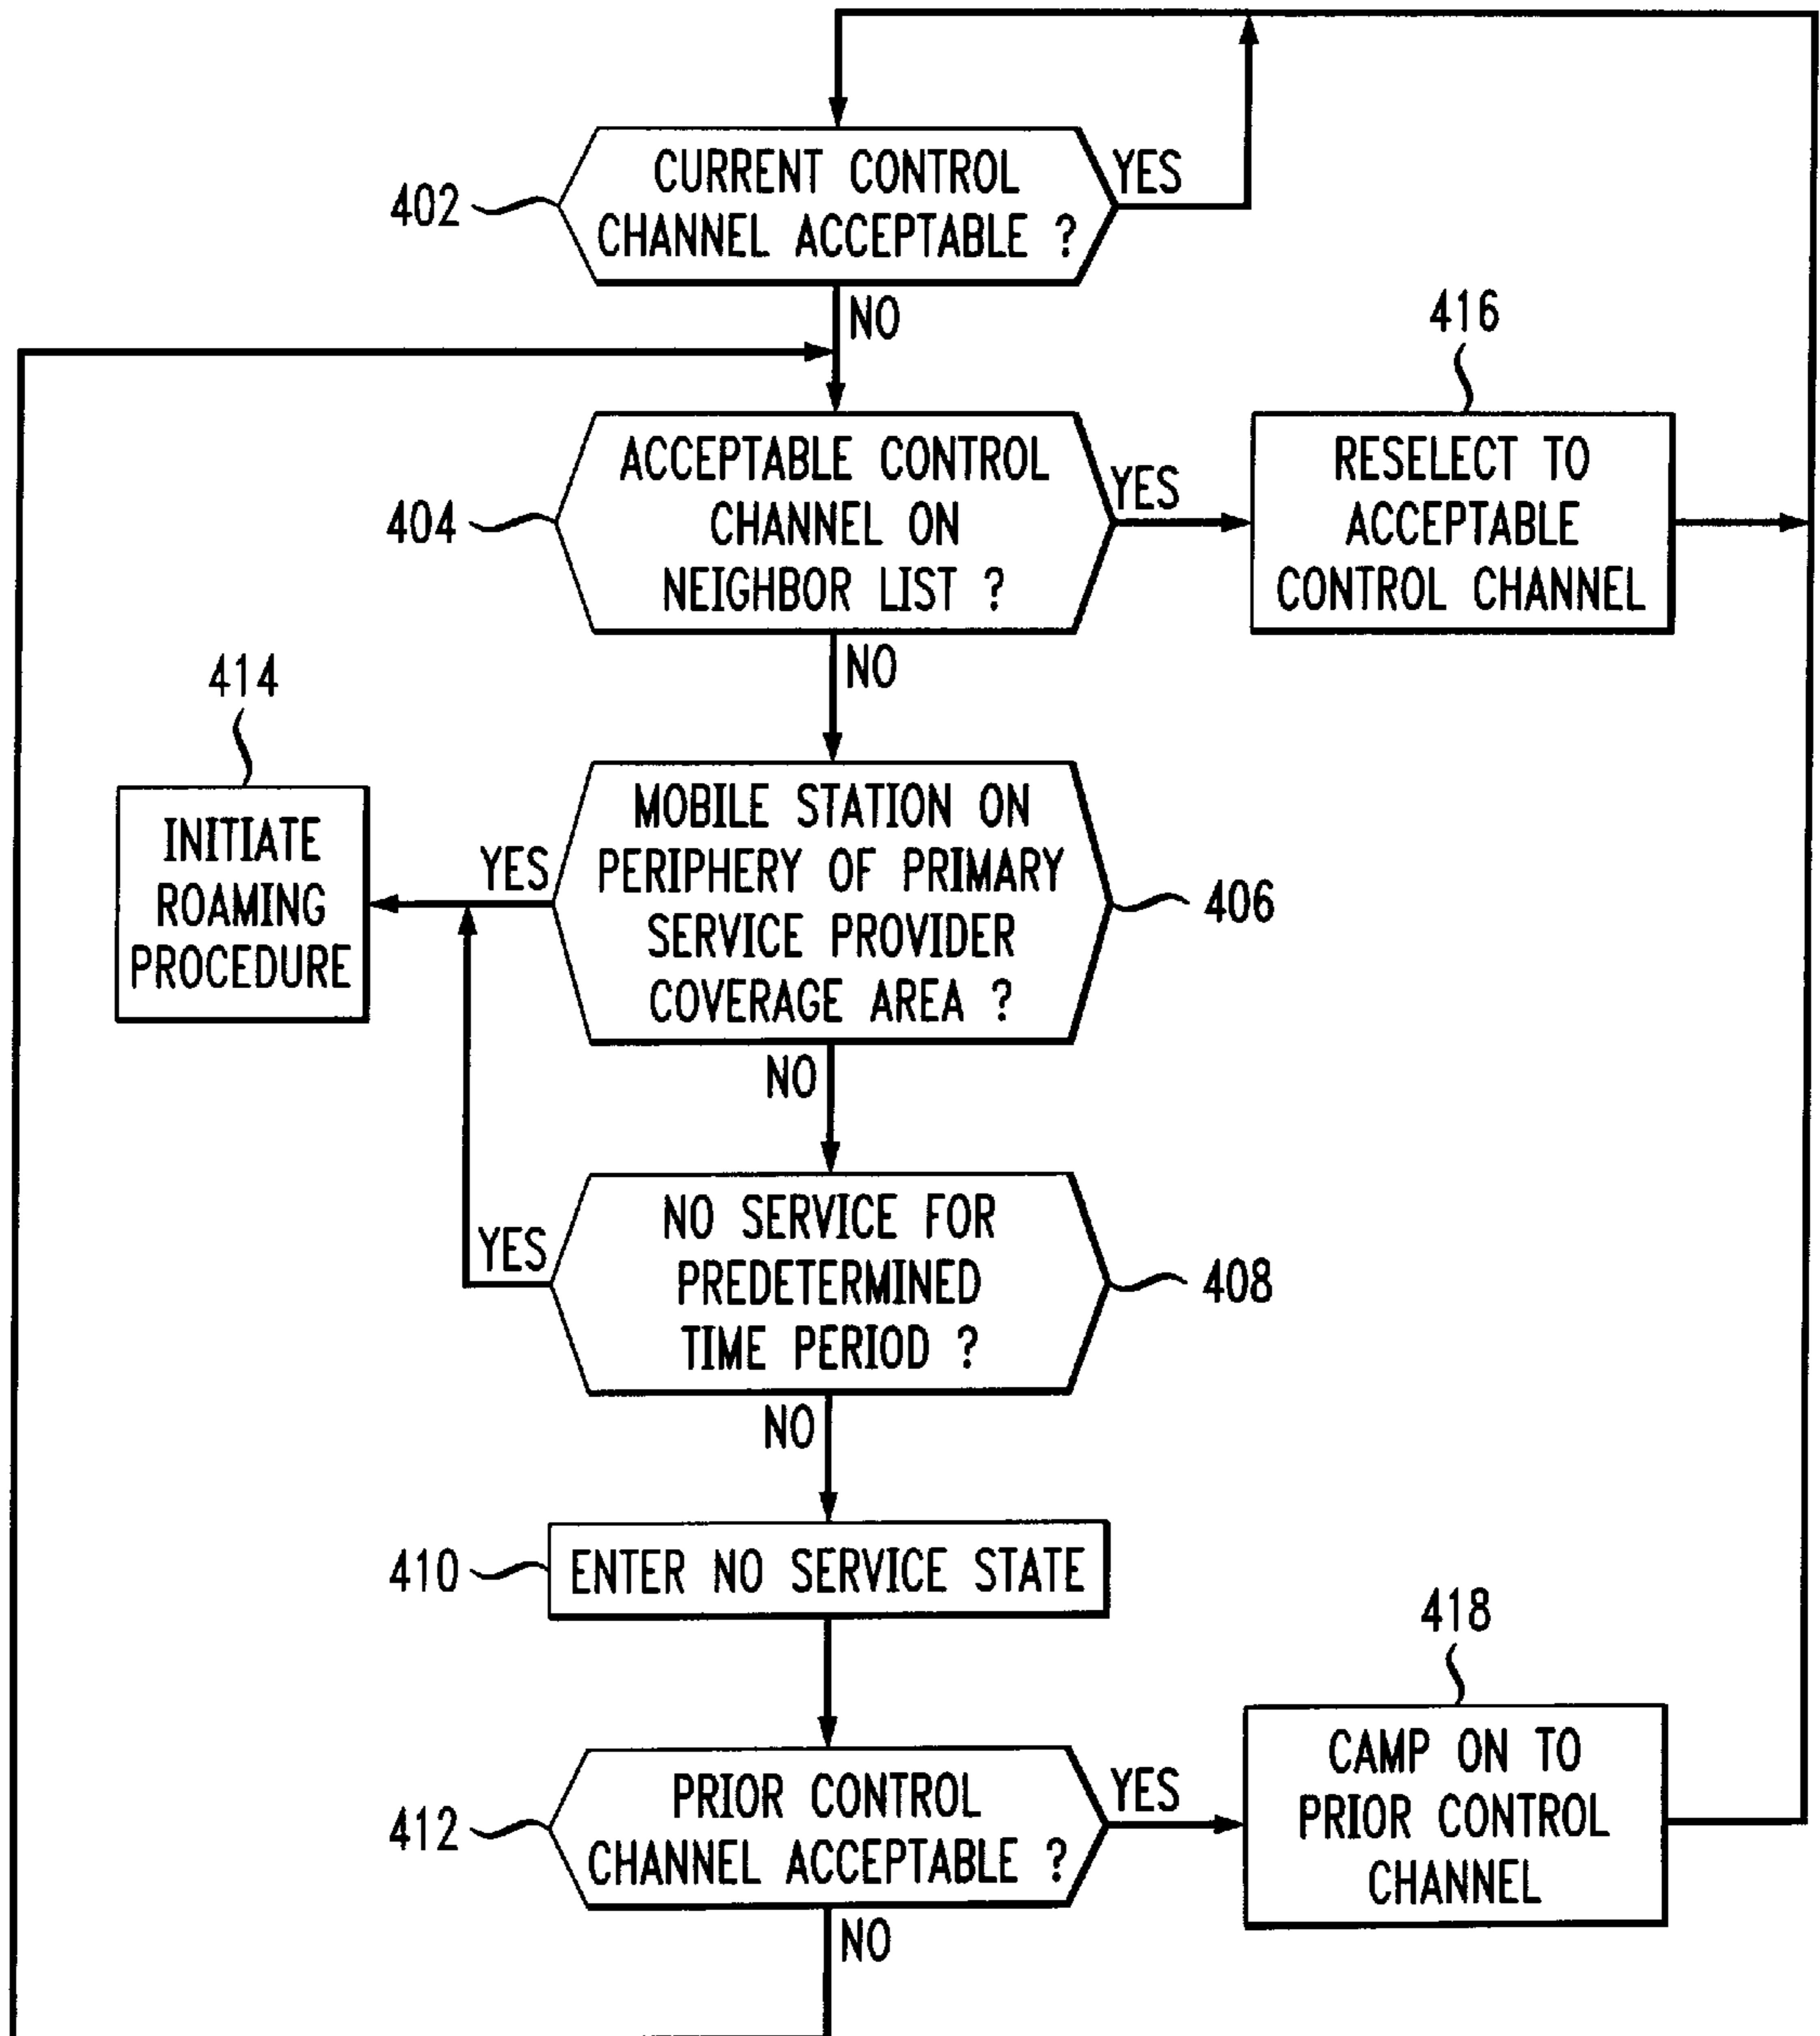 402
CURRENT CONTROL
CHANNEL ACCEPTABLE ?
YES
NO
416
404
ACCEPTABLE CONTROL
CHANNEL ON
NEIGHBOR LIST ?
YES
RESELECT TO
ACCEPTABLE
CONTROL CHANNEL
NO
414
INITIATE
ROAMING
PROCEDURE
YES
MOBILE STATION ON
PERIPHERY OF PRIMARY
SERVICE PROVIDER
COVERAGE AREA ?
406
NO
YES
NO SERVICE FOR
PREDETERMINED
TIME PERIOD ?
408
NO
410
ENTER NO SERVICE STATE
418
412
PRIOR CONTROL
CHANNEL ACCEPTABLE ?
YES
CAMP ON TO
PRIOR CONTROL
CHANNEL
NO